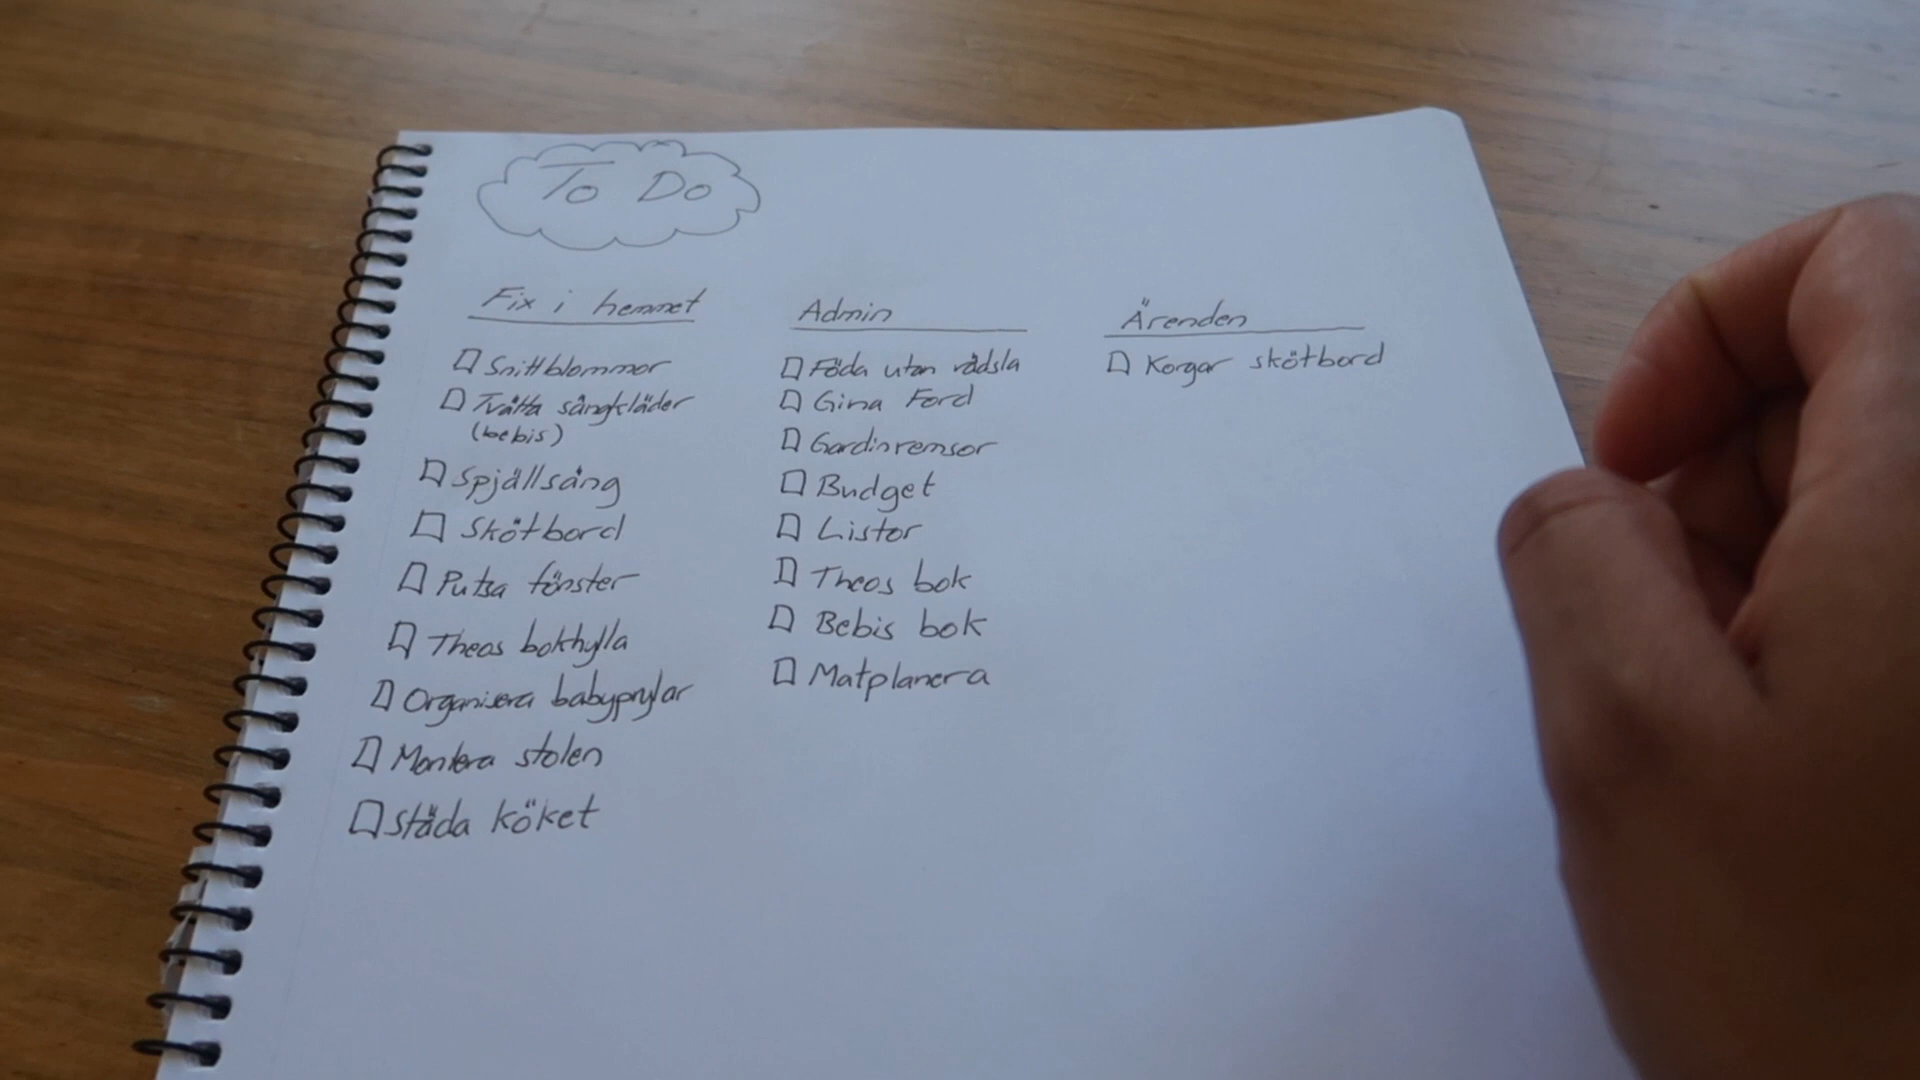 To Do
Fix i hemmet
Snittblommor
Tvätta sängkläder
(bebis)
Spjällsäng
Skötbord
Putsa fönster
Theos bokhylla
Organisera babyprylar
Montera stolen
Städa köket
Admin
Föda utan rädsla
Gina Ford
Gardinremsor
Budget
Listor
Theos bok
Bebis bok
Matplanera
Ärenden
Korgar skötbord